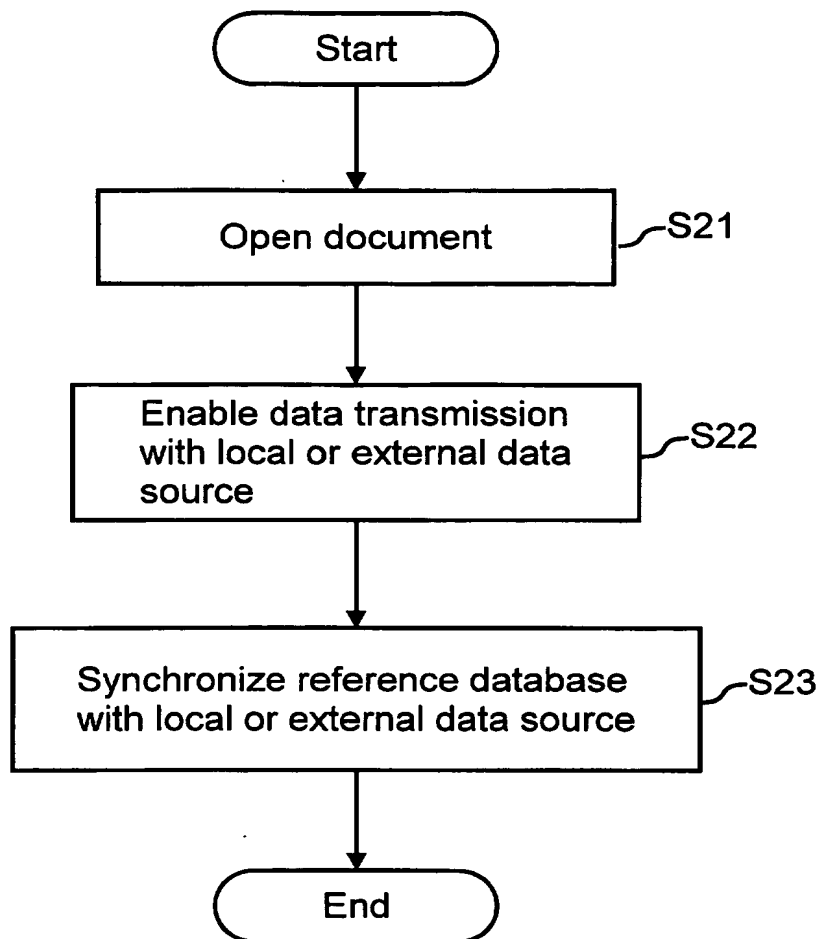 Start
Open document
S21
Enable data transmission
with local or external data
source
S22
Synchronize reference database
with local or external data source
S23
End